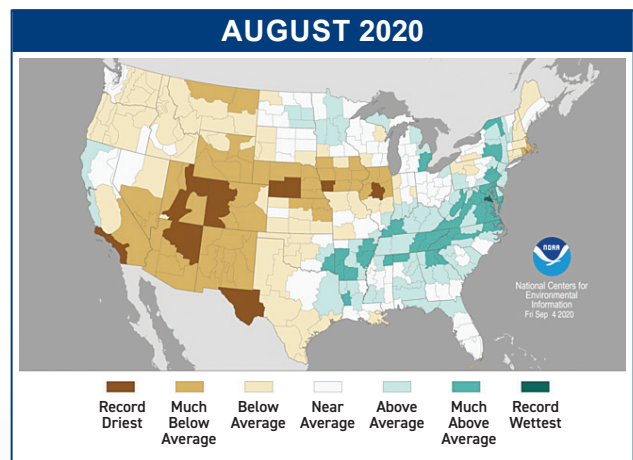 AUGUST 2020
NOAA
National Centers for
Environmental
Information
Fri Sep 4 2020
Record
Driest
Much
Below
Average
Below
Average
Near
Average
Above
Average
Much
Above
Average
Record
Wettest